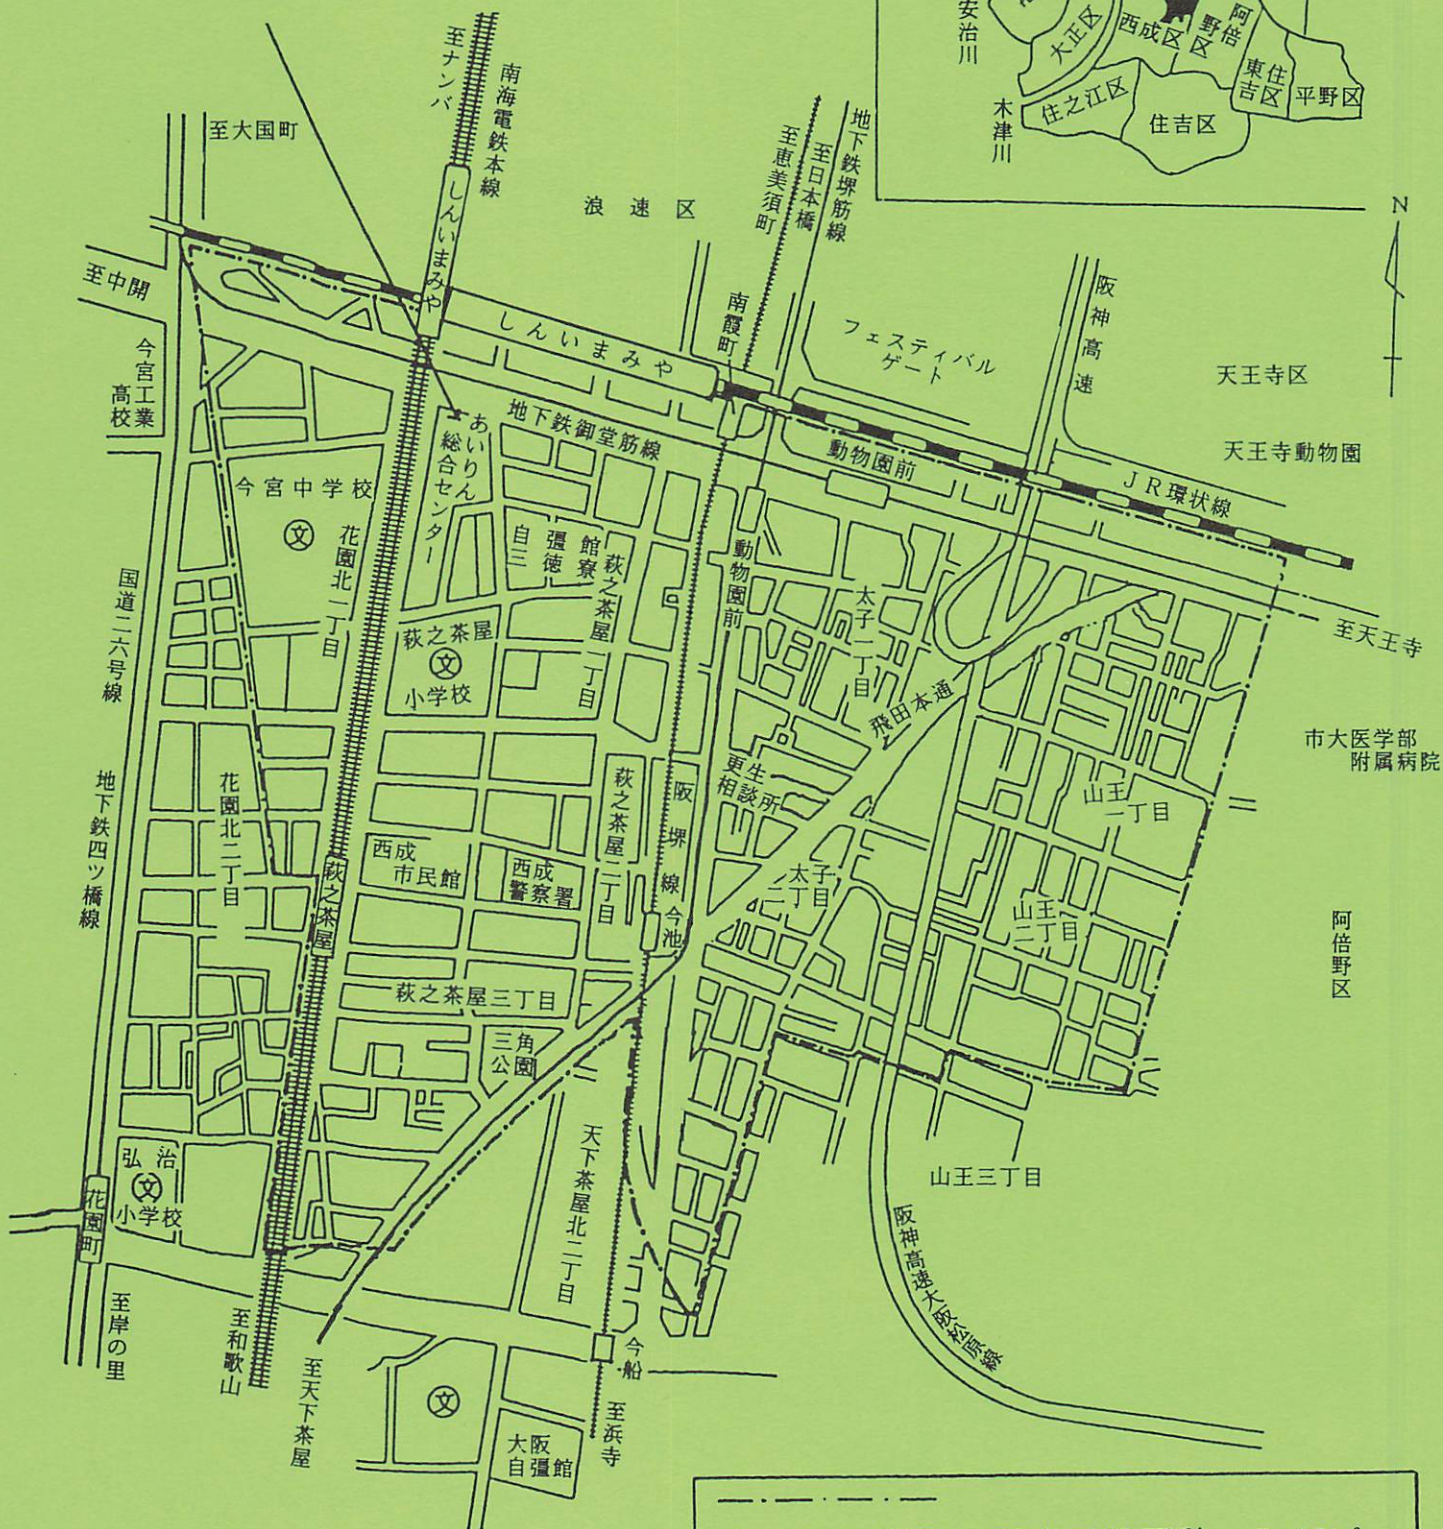 安治川
大正区
西成区
阿倍野区
東住吉区
平野区
住之江区
住吉区
木津川
N
至ナンバ
南海電鉄本線
至大国町
しんいまみや
浪速区
至恵美須町
至日本橋
地下鉄堺筋線
至中開
今宮工業
高校
しんいまみや
南霞町
フェスティバル
ゲート
阪神高速
天王寺区
天王寺動物園
地下鉄御堂筋線
動物園前
JR環状線
あいりん
総合センター
今宮中学校
文
花園北一丁目
自彊館
三徳寮
萩之茶屋一丁目
動物園前
太子一丁目
至天王寺
国道二六号線
萩之茶屋
文
小学校
飛田本通
市大医学部
附属病院
地下鉄四ツ橋線
花園北二丁目
萩之茶屋二丁目
阪堺線
更生
相談所
山王
一丁目
西成
市民館
西成
警察署
萩之茶屋
太子
二丁目
山王
二丁目
今池
阿倍野区
萩之茶屋三丁目
三角
公園
弘治
文
小学校
天下茶屋北二丁目
山王三丁目
花園町
阪神高速大阪松原線
至岸の里
至和歌山
至天下茶屋
今船
文
至浜寺
大阪
自彊館